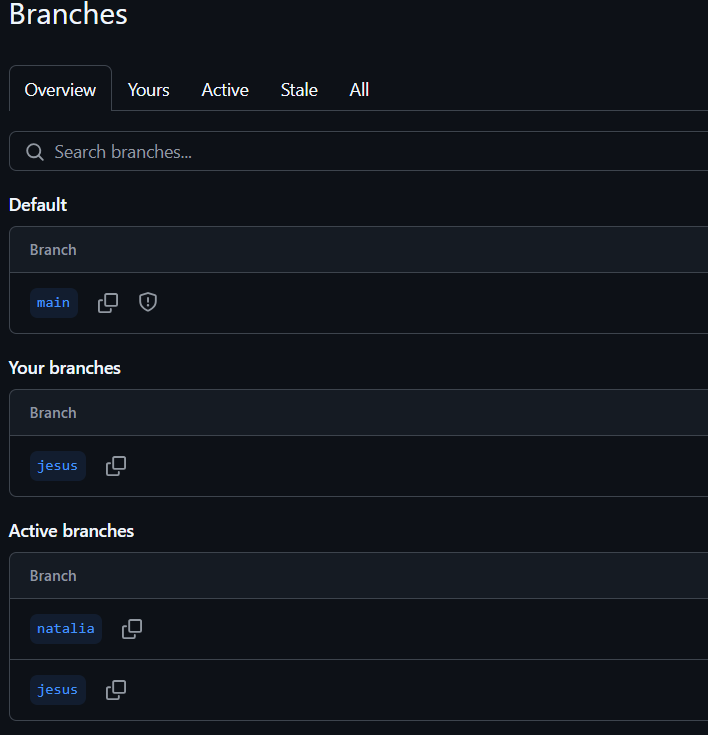 Branches
Overview Yours Active Stale All
Search branches...
Default
Branch
main
Your branches
Branch
jesus
Active branches
Branch
natalia
jesus